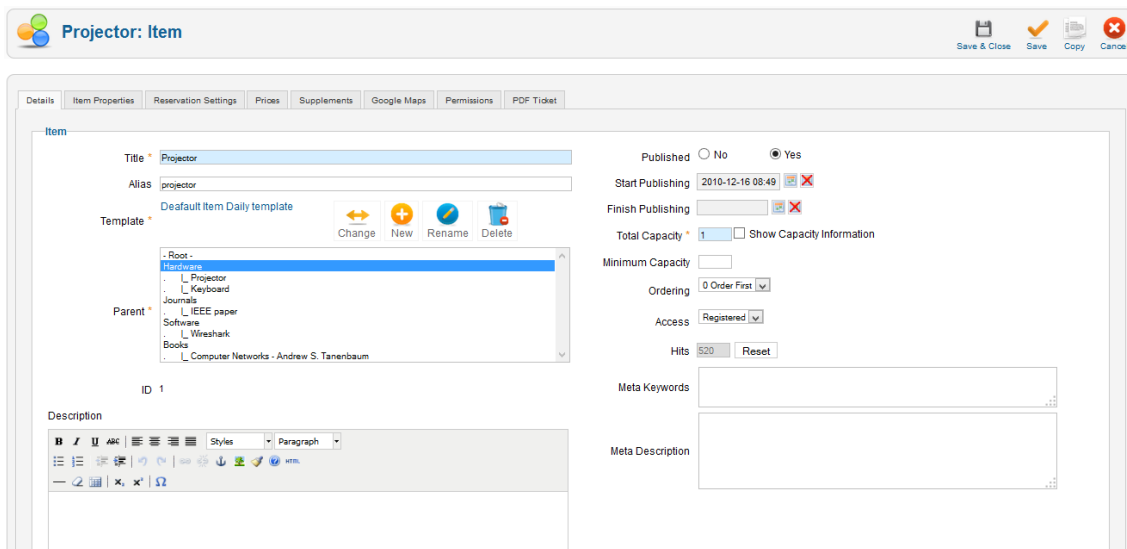 Projector: Item
Save & Close Save Copy Cancel
Details Item Properties Reservation Settings Prices Supplements Google Maps Permissions PDF Ticket
Item
Title * Projector
Alias projector
Template * Deafault Item Daily template
Change New Rename Delete
Parent *
- Root -
Hardware
. |_ Projector
. |_ Keyboard
Journals
. |_ IEEE paper
Software
. |_ Wireshark
Books
. |_ Computer Networks - Andrew S. Tanenbaum
ID 1
Description
B I U ABC Styles Paragraph
HTML
x₂ x² Ω
Published No Yes
Start Publishing 2010-12-16 08:49
Finish Publishing
Total Capacity * 1 Show Capacity Information
Minimum Capacity
Ordering 0 Order First
Access Registered
Hits 520 Reset
Meta Keywords
Meta Description